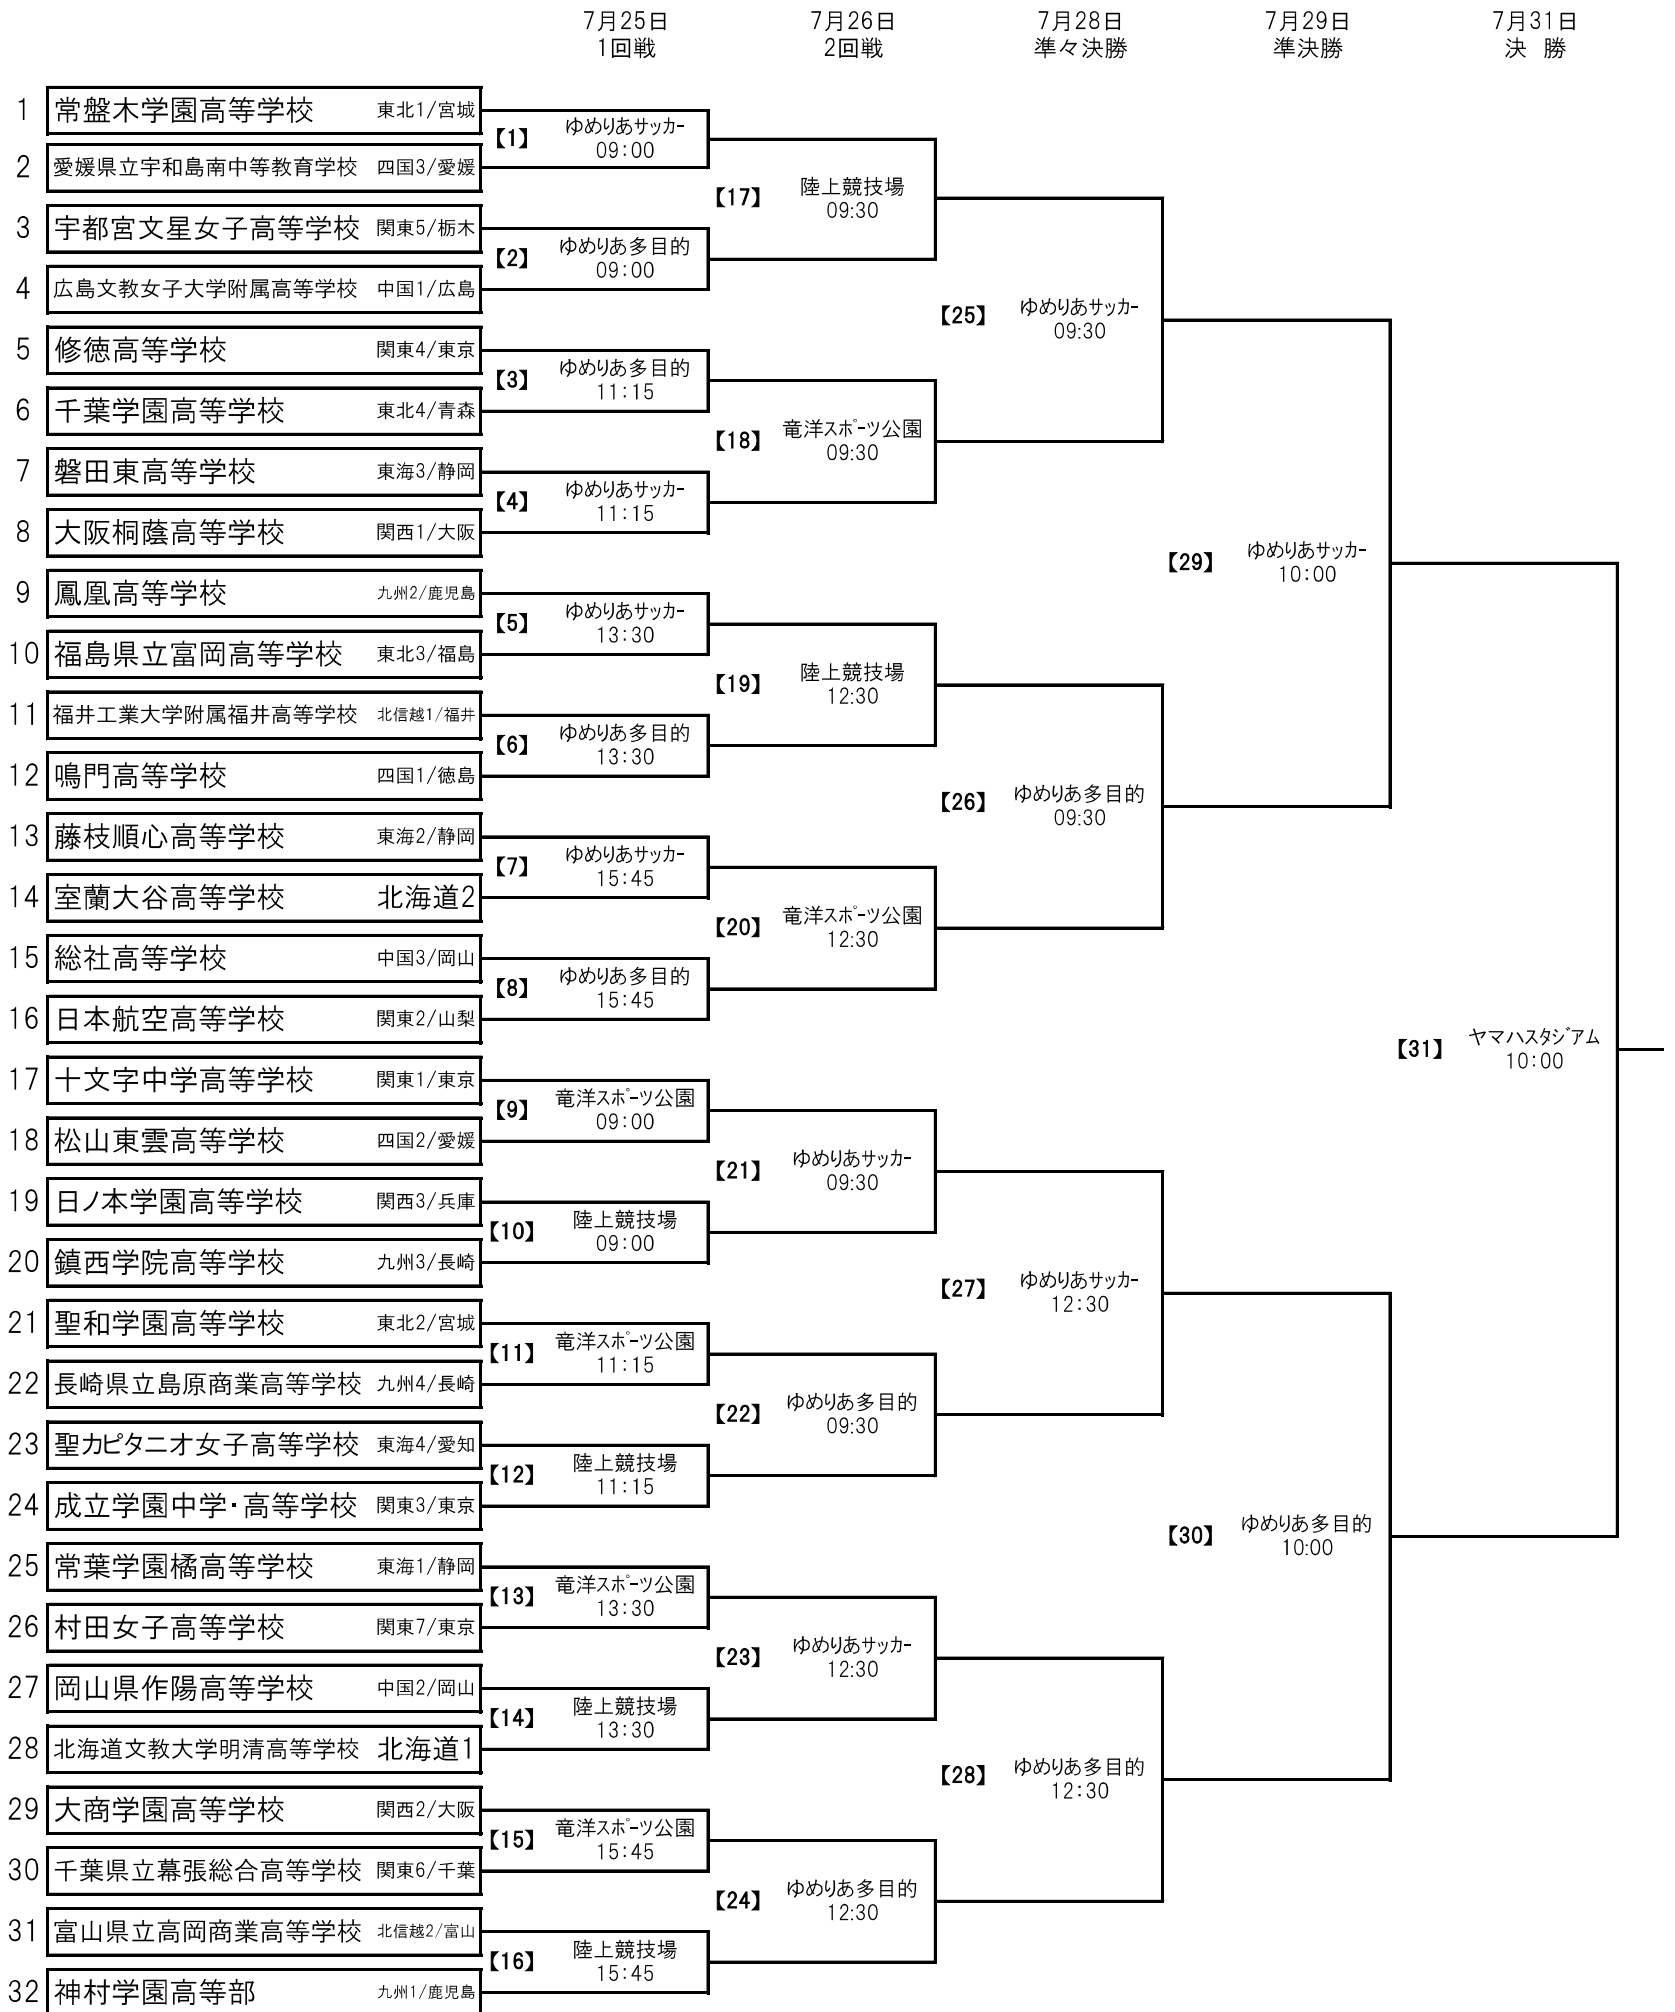 7月25日 7月26日 7月28日 7月29日 7月31日
1回戦 2回戦 準々決勝 準決勝 決 勝
1 常盤木学園高等学校 東北1/宮城
【1】 ゆめりあサッカー
09:00
2 愛媛県立宇和島南中等教育学校 四国3/愛媛
【17】 陸上競技場
09:30
3 宇都宮文星女子高等学校 関東5/栃木
【2】 ゆめりあ多目的
09:00
4 広島文教女子大学附属高等学校 中国1/広島
【25】 ゆめりあサッカー
09:30
5 修徳高等学校 関東4/東京
【3】 ゆめりあ多目的
11:15
6 千葉学園高等学校 東北4/青森
【18】 竜洋スポーツ公園
09:30
7 磐田東高等学校 東海3/静岡
【4】 ゆめりあサッカー
11:15
8 大阪桐蔭高等学校 関西1/大阪
【29】 ゆめりあサッカー
10:00
9 鳳凰高等学校 九州2/鹿児島
【5】 ゆめりあサッカー
13:30
10 福島県立富岡高等学校 東北3/福島
【19】 陸上競技場
12:30
11 福井工業大学附属福井高等学校 北信越1/福井
【6】 ゆめりあ多目的
13:30
12 鳴門高等学校 四国1/徳島
【26】 ゆめりあ多目的
09:30
13 藤枝順心高等学校 東海2/静岡
【7】 ゆめりあサッカー
15:45
14 室蘭大谷高等学校 北海道2
【20】 竜洋スポーツ公園
12:30
15 総社高等学校 中国3/岡山
【8】 ゆめりあ多目的
15:45
16 日本航空高等学校 関東2/山梨
【31】 ヤマハスタジアム
10:00
17 十文字中学高等学校 関東1/東京
【9】 竜洋スポーツ公園
09:00
18 松山東雲高等学校 四国2/愛媛
【21】 ゆめりあサッカー
09:30
19 日ノ本学園高等学校 関西3/兵庫
【10】 陸上競技場
09:00
20 鎮西学院高等学校 九州3/長崎
【27】 ゆめりあサッカー
12:30
21 聖和学園高等学校 東北2/宮城
【11】 竜洋スポーツ公園
11:15
22 長崎県立島原商業高等学校 九州4/長崎
【22】 ゆめりあ多目的
09:30
23 聖カピタニオ女子高等学校 東海4/愛知
【12】 陸上競技場
11:15
24 成立学園中学・高等学校 関東3/東京
【30】 ゆめりあ多目的
10:00
25 常葉学園橘高等学校 東海1/静岡
【13】 竜洋スポーツ公園
13:30
26 村田女子高等学校 関東7/東京
【23】 ゆめりあサッカー
12:30
27 岡山県作陽高等学校 中国2/岡山
【14】 陸上競技場
13:30
28 北海道文教大学明清高等学校 北海道1
【28】 ゆめりあ多目的
12:30
29 大商学園高等学校 関西2/大阪
【15】 竜洋スポーツ公園
15:45
30 千葉県立幕張総合高等学校 関東6/千葉
【24】 ゆめりあ多目的
12:30
31 富山県立高岡商業高等学校 北信越2/富山
【16】 陸上競技場
15:45
32 神村学園高等部 九州1/鹿児島